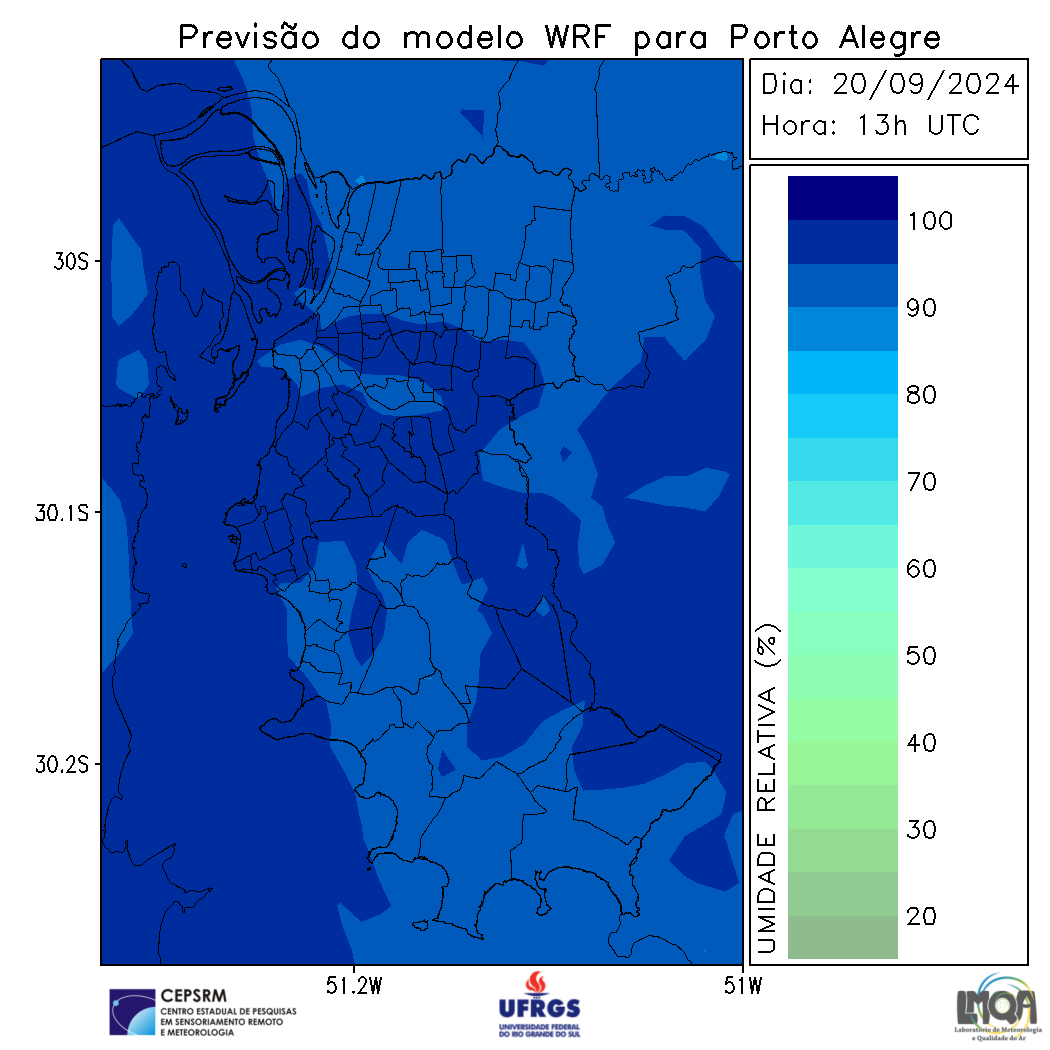 Previsão do modelo WRF para Porto Alegre
Dia: 20/09/2024
Hora: 13h UTC
30S
30.1S
30.2S
51.2W
51W
UMIDADE RELATIVA (%)
100
90
80
70
60
50
40
30
20
CEPSRM
CENTRO ESTADUAL DE PESQUISAS
EM SENSORIAMENTO REMOTO
E METEOROLOGIA
UFRGS
UNIVERSIDADE FEDERAL
DO RIO GRANDE DO SUL
LMQA
Laboratório de Meteorologia
e Qualidade do Ar